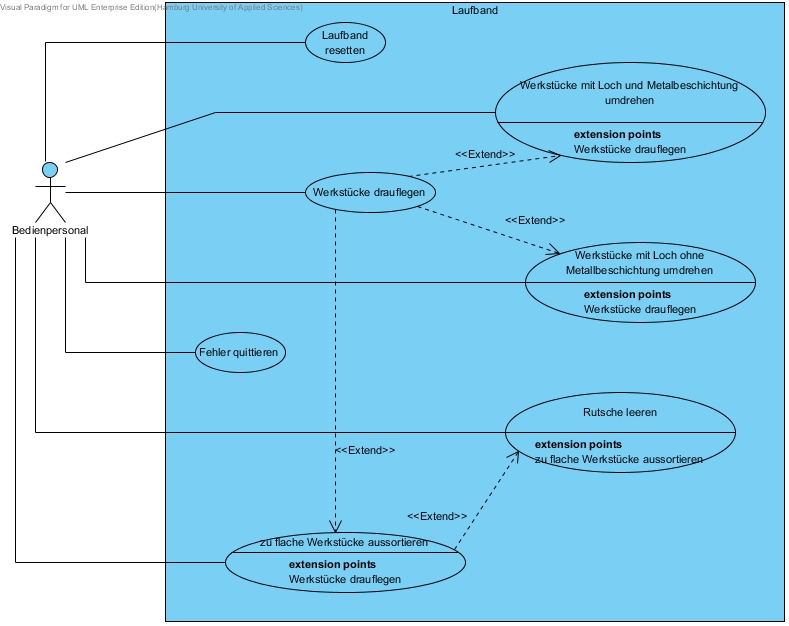 Visual Paradigm for UML Enterprise Edition(Hamburg University of Applied Sciences)
Laufband
Laufband
resetten
Werkstücke mit Loch und Metalbeschichtung
umdrehen
extension points
Werkstücke drauflegen
<<Extend>>
Werkstücke drauflegen
<<Extend>>
Bedienpersonal
Werkstücke mit Loch ohne
Metallbeschichtung umdrehen
extension points
Werkstücke drauflegen
Fehler quittieren
Rutsche leeren
extension points
zu flache Werkstücke aussortieren
<<Extend>>
<<Extend>>
zu flache Werkstücke aussortieren
extension points
Werkstücke drauflegen